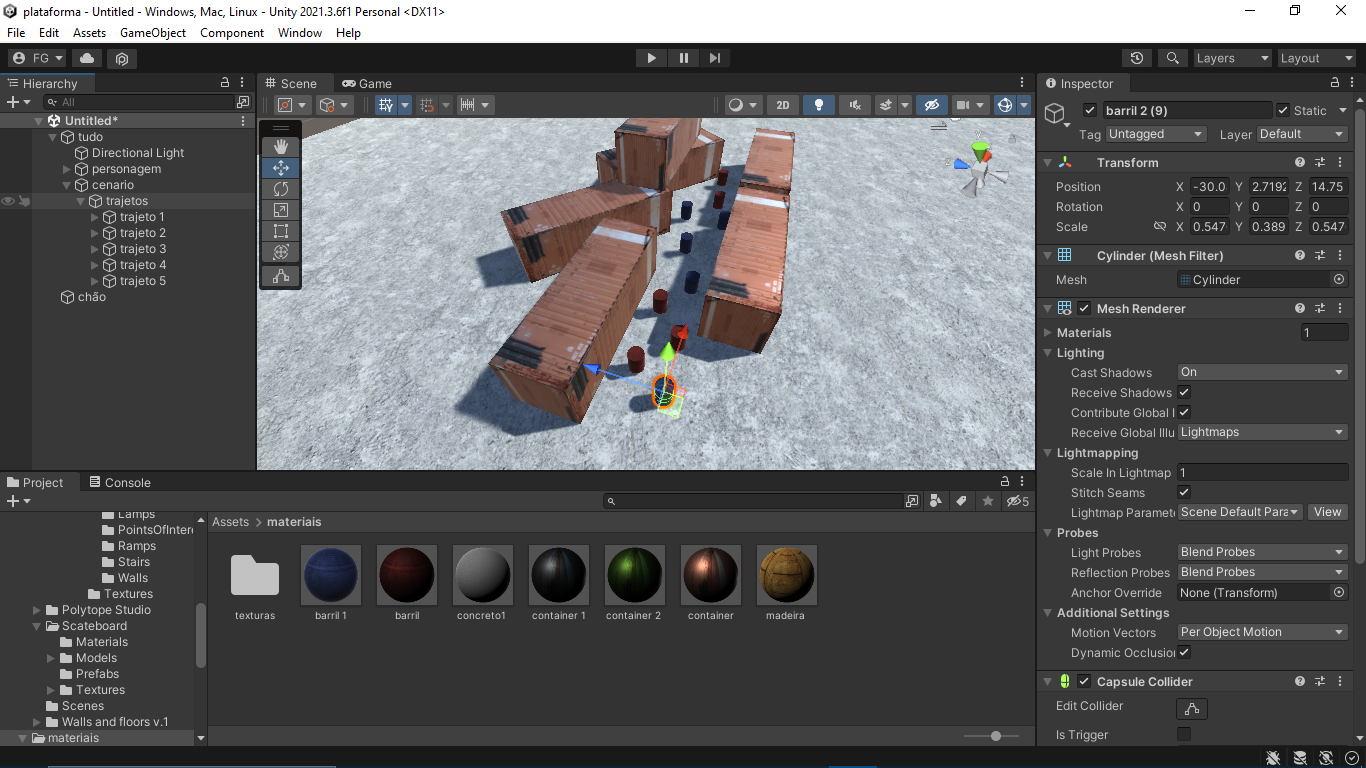 plataforma - Untitled - Windows, Mac, Linux - Unity 2021.3.6f1 Personal <DX11>
File Edit Assets GameObject Component Window Help
FG Layers Layout
Hierarchy
All
Untitled*
tudo
Directional Light
personagem
cenario
trajetos
trajeto 1
trajeto 2
trajeto 3
trajeto 4
trajeto 5
chão
Scene Game
2D
Y
Inspector
barril 2 (9) Static
Tag Untagged Layer Default
Transform
Position X -30.0 Y 2.7192 Z 14.75
Rotation X 0 Y 0 Z 0
Scale X 0.547 Y 0.389 Z 0.547
Cylinder (Mesh Filter)
Mesh Cylinder
Mesh Renderer
Materials 1
Lighting
Cast Shadows On
Receive Shadows
Contribute Global I
Receive Global Illu Lightmaps
Lightmapping
Scale In Lightmap 1
Stitch Seams
Lightmap Paramet Scene Default Para View
Probes
Light Probes Blend Probes
Reflection Probes Blend Probes
Anchor Override None (Transform)
Additional Settings
Motion Vectors Per Object Motion
Dynamic Occlusion
Capsule Collider
Edit Collider
Is Trigger
Project Console
5
Lamps
PointsOfInter
Ramps
Stairs
Walls
Textures
Polytope Studio
Scateboard
Materials
Models
Prefabs
Textures
Scenes
Walls and floors v.1
materiais
Assets > materiais
texturas barril 1 barril concreto1 container 1 container 2 container madeira